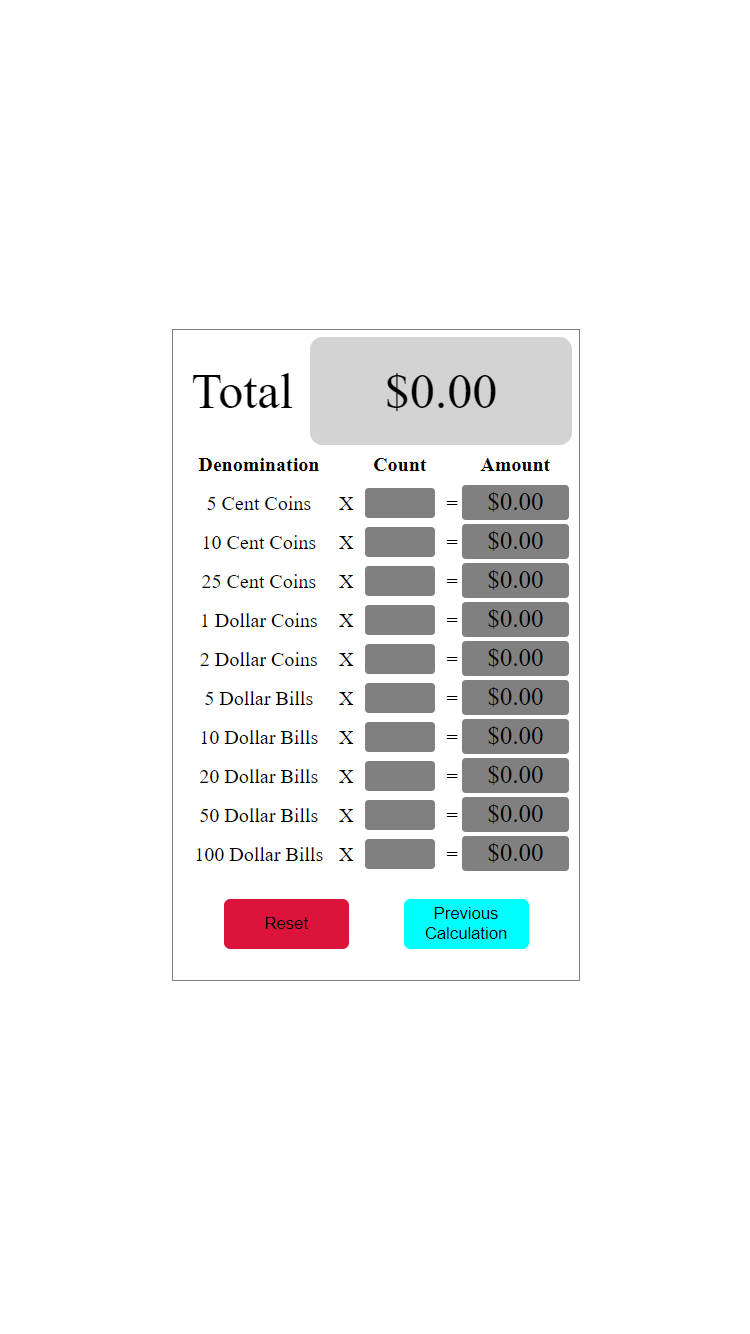 Total $0.00
Denomination Count Amount
5 Cent Coins X = $0.00
10 Cent Coins X = $0.00
25 Cent Coins X = $0.00
1 Dollar Coins X = $0.00
2 Dollar Coins X = $0.00
5 Dollar Bills X = $0.00
10 Dollar Bills X = $0.00
20 Dollar Bills X = $0.00
50 Dollar Bills X = $0.00
100 Dollar Bills X = $0.00
Reset
Previous
Calculation